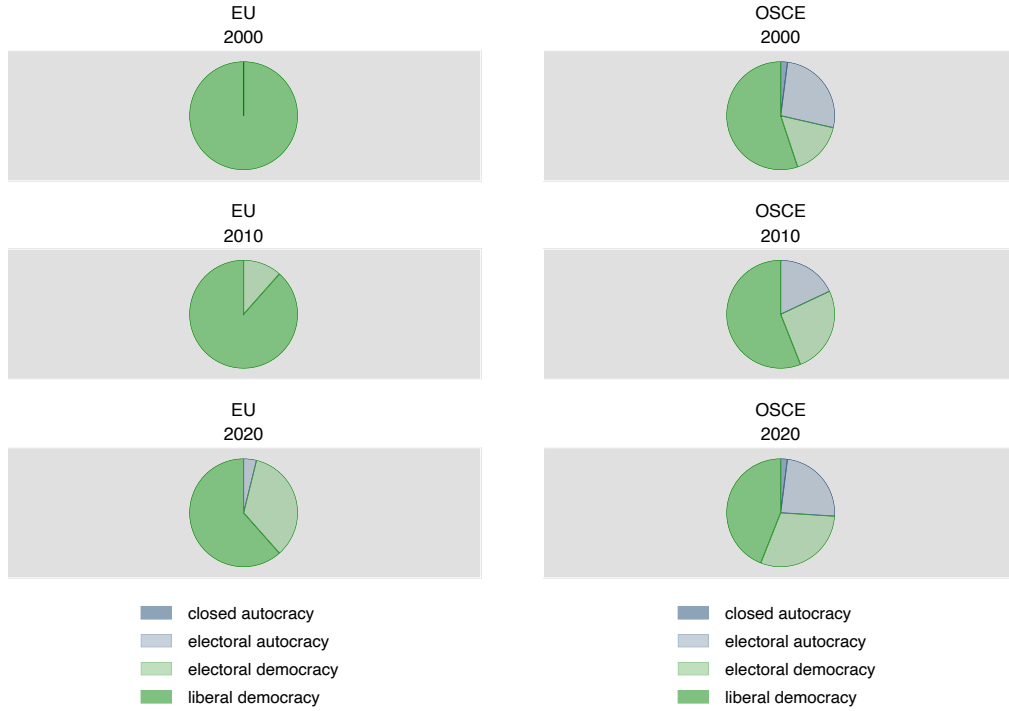 EU
2000
OSCE
2000
EU
2010
OSCE
2010
EU
2020
OSCE
2020
closed autocracy
electoral autocracy
electoral democracy
liberal democracy
closed autocracy
electoral autocracy
electoral democracy
liberal democracy